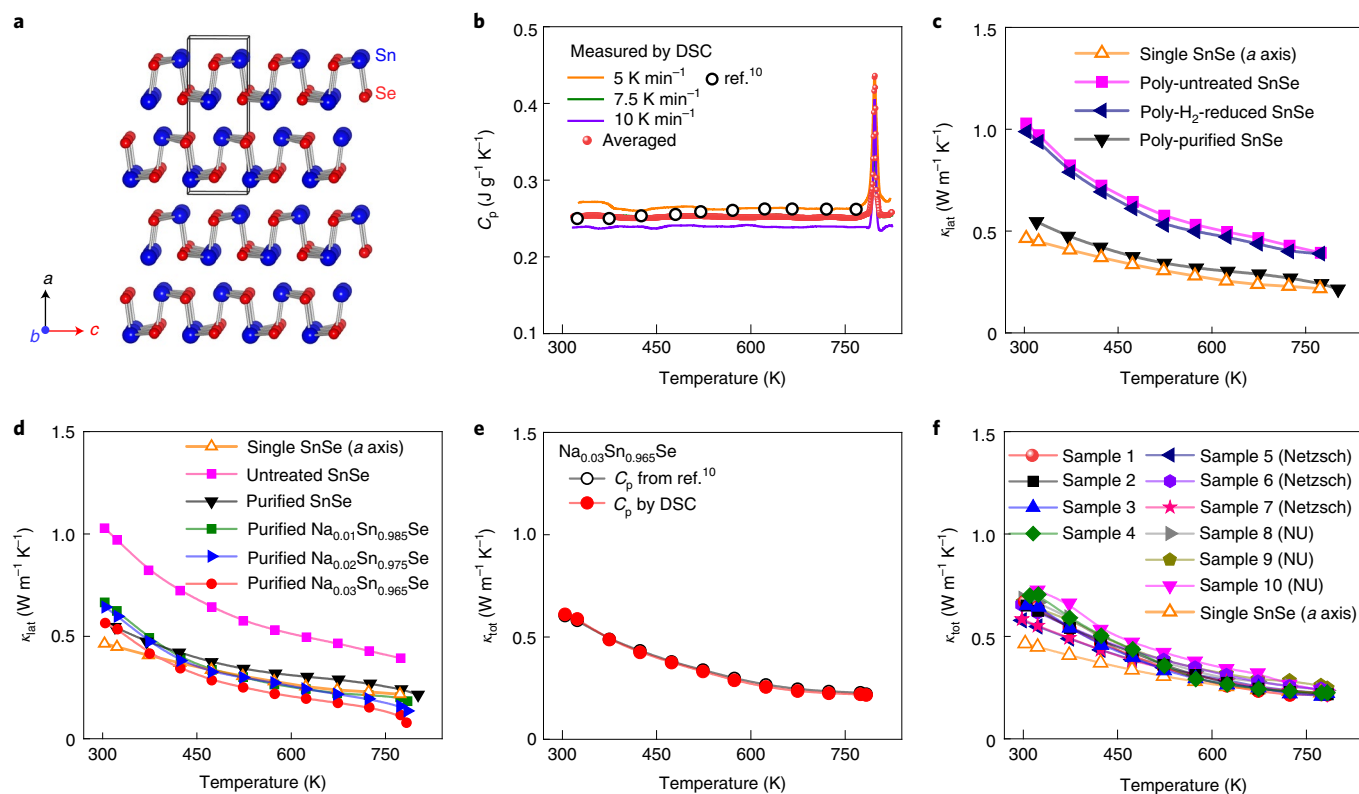 a
Sn
Se
a
b
c
b
Measured by DSC
5 K min⁻¹
ref.¹⁰
7.5 K min⁻¹
10 K min⁻¹
Averaged
0.5
0.4
0.3
0.2
0.1
Cₚ (J g⁻¹ K⁻¹)
300 450 600 750
Temperature (K)
c
Single SnSe (a axis)
Poly-untreated SnSe
Poly-H₂-reduced SnSe
Poly-purified SnSe
1.5
1.0
0.5
0
κₗₐₜ (W m⁻¹ K⁻¹)
300 450 600 750
Temperature (K)
d
Single SnSe (a axis)
Untreated SnSe
Purified SnSe
Purified Na₀.₀₁Sn₀.₉₈₅Se
Purified Na₀.₀₂Sn₀.₉₇₅Se
Purified Na₀.₀₃Sn₀.₉₆₅Se
1.5
1.0
0.5
0
κₗₐₜ (W m⁻¹ K⁻¹)
300 450 600 750
Temperature (K)
e
Na₀.₀₃Sn₀.₉₆₅Se
Cₚ from ref.¹⁰
Cₚ by DSC
1.5
1.0
0.5
0
κₜₒₜ (W m⁻¹ K⁻¹)
300 450 600 750
Temperature (K)
f
Sample 1
Sample 2
Sample 3
Sample 4
Sample 5 (Netzsch)
Sample 6 (Netzsch)
Sample 7 (Netzsch)
Sample 8 (NU)
Sample 9 (NU)
Sample 10 (NU)
Single SnSe (a axis)
1.5
1.0
0.5
0
κₜₒₜ (W m⁻¹ K⁻¹)
300 450 600 750
Temperature (K)